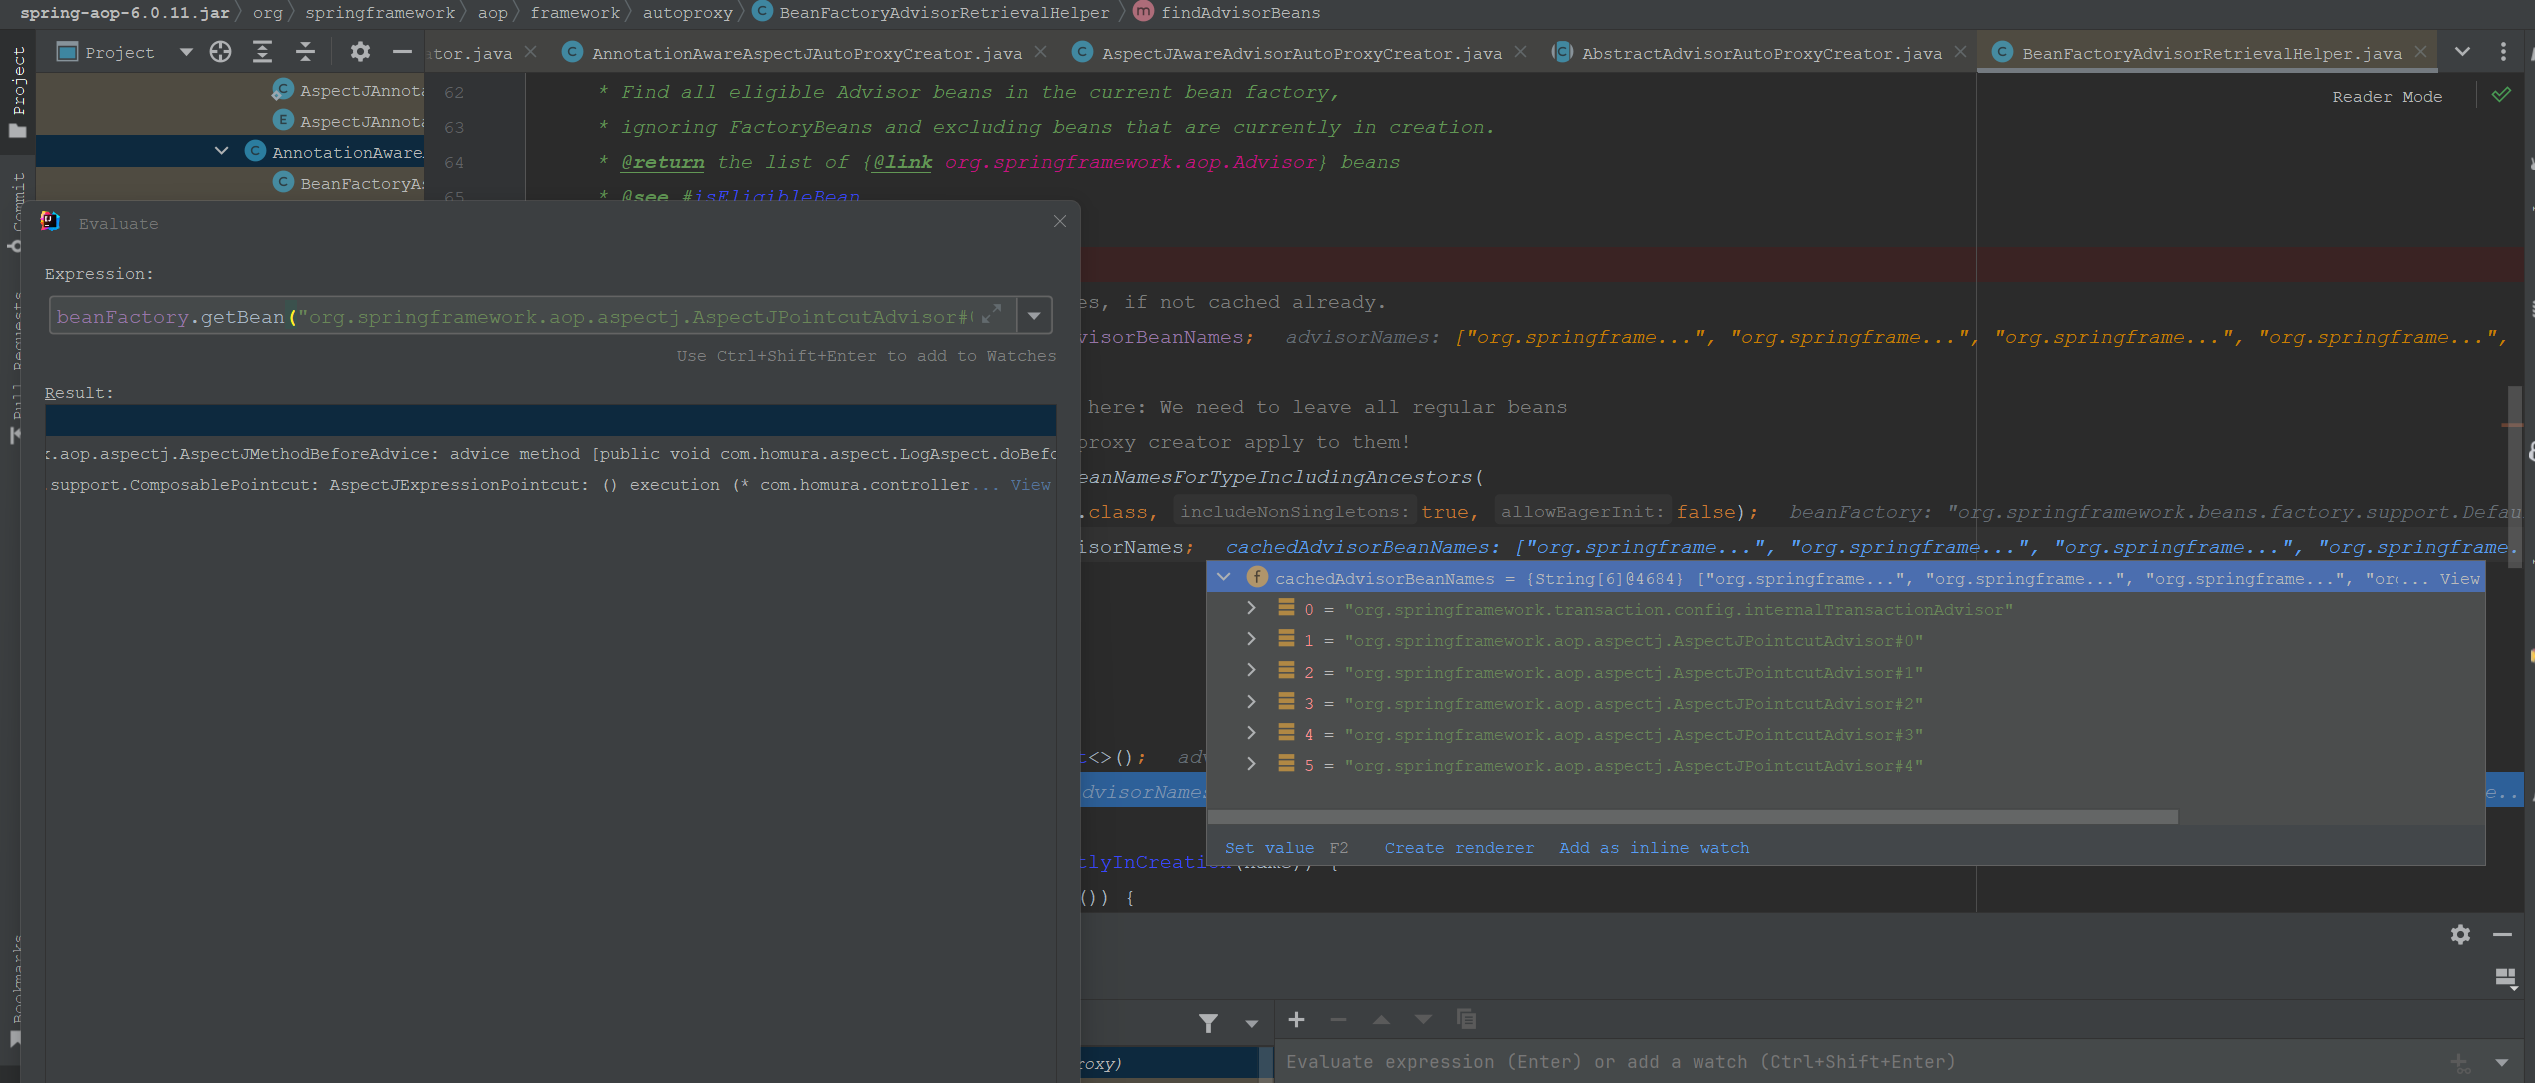 spring-aop-6.0.11.jar org springframework aop framework autoproxy BeanFactoryAdvisorRetrievalHelper findAdvisorBeans
Project
ator.java AnnotationAwareAspectJAutoProxyCreator.java AspectJAwareAdvisorAutoProxyCreator.java AbstractAdvisorAutoProxyCreator.java BeanFactoryAdvisorRetrievalHelper.java
Project
Commit
Pull Requests
Bookmarks
AspectJAnnota
AspectJAnnota
AnnotationAware
BeanFactoryAs
Reader Mode
62 * Find all eligible Advisor beans in the current bean factory,
63 * ignoring FactoryBeans and excluding beans that are currently in creation.
64 * @return the list of {@link org.springframework.aop.Advisor} beans
65 * @see #isEligibleBean
Evaluate
Expression:
beanFactory.getBean("org.springframework.aop.aspectj.AspectJPointcutAdvisor#
Use Ctrl+Shift+Enter to add to Watches
Result:
.aop.aspectj.AspectJMethodBeforeAdvice: advice method [public void com.homura.aspect.LogAspect.doBefo
.support.ComposablePointcut: AspectJExpressionPointcut: () execution (* com.homura.controller... View
es, if not cached already.
visorBeanNames; advisorNames: ["org.springframe...", "org.springframe...", "org.springframe...", "org.springframe...",
here: We need to leave all regular beans
proxy creator apply to them!
eanNamesForTypeIncludingAncestors(
.class, includeNonSingletons: true, allowEagerInit: false); beanFactory: "org.springframework.beans.factory.support.Defau
isorNames; cachedAdvisorBeanNames: ["org.springframe...", "org.springframe...", "org.springframe...", "org.springframe.
cachedAdvisorBeanNames = {String[6]@4684} ["org.springframe...", "org.springframe...", "org.springframe...", "orc... View
0 = "org.springframework.transaction.config.internalTransactionAdvisor"
1 = "org.springframework.aop.aspectj.AspectJPointcutAdvisor#0"
2 = "org.springframework.aop.aspectj.AspectJPointcutAdvisor#1"
3 = "org.springframework.aop.aspectj.AspectJPointcutAdvisor#2"
4 = "org.springframework.aop.aspectj.AspectJPointcutAdvisor#3"
5 = "org.springframework.aop.aspectj.AspectJPointcutAdvisor#4"
t<>(); adv
dvisorNames e..
Set value F2 Create renderer Add as inline watch
tlyInCreation(name)) {
()) {
oxy)
Evaluate expression (Enter) or add a watch (Ctrl+Shift+Enter)